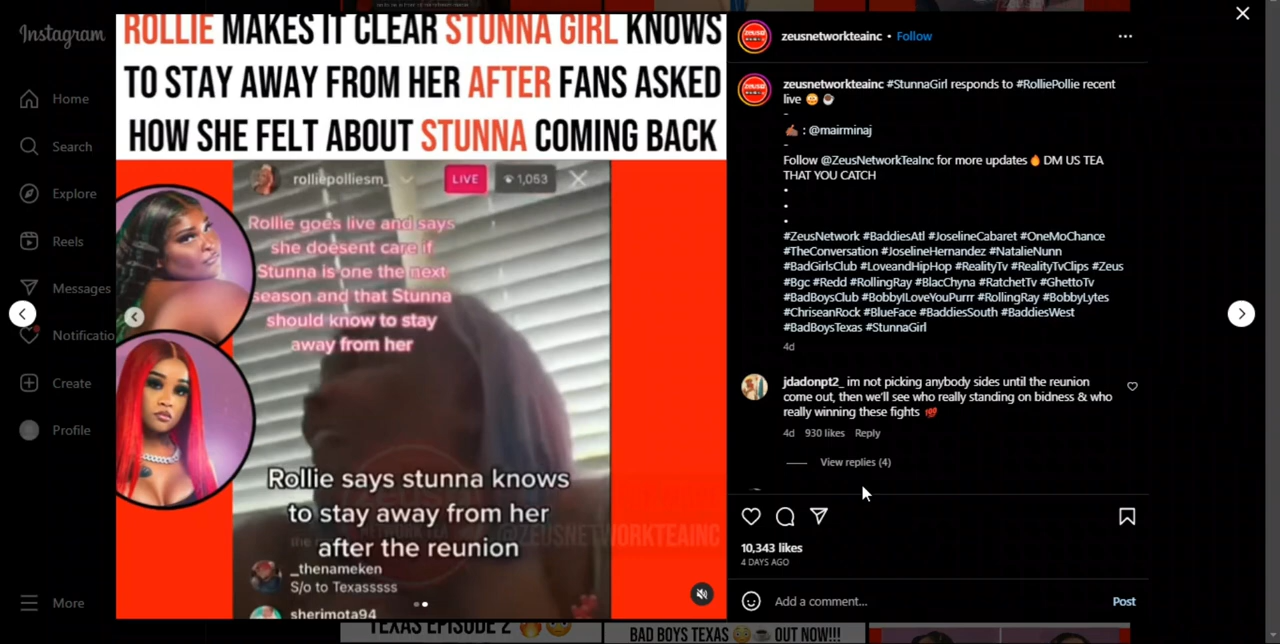 Instagram
Home
Search
Explore
Reels
Messages
Notificatio
Create
Profile
More
ROLLIE MAKES IT CLEAR STUNNA GIRL KNOWS
TO STAY AWAY FROM HER AFTER FANS ASKED
HOW SHE FELT ABOUT STUNNA COMING BACK
rolliepolliesm_
LIVE
1,053
Rollie goes live and says
she doesent care if
Stunna is one the next
season and that Stunna
should know to stay
away from her
Rollie says stunna knows
to stay away from her
after the reunion
@ZEUSNETWORKTEAINC
_thenameken
S/o to Texasssss
sherimota94
zeusnetworkteainc • Follow
zeusnetworkteainc #StunnaGirl responds to #RolliePollie recent
live 😬 ☕
-
✍🏾 : @mairminaj
-
Follow @ZeusNetworkTeaInc for more updates🔥 DM US TEA
THAT YOU CATCH
•
•
•
#ZeusNetwork #BaddiesAtl #JoselineCabaret #OneMoChance
#TheConversation #JoselineHernandez #NatalieNunn
#BadGirlsClub #LoveandHipHop #RealityTv #RealityTvClips #Zeus
#Bgc #Redd #RollingRay #BlacChyna #RatchetTv #GhettoTv
#BadBoysClub #BobbyILoveYouPurrr #RollingRay #BobbyLytes
#ChriseanRock #BlueFace #BaddiesSouth #BaddiesWest
#BadBoysTexas #StunnaGirl
4d
jdadonpt2_ im not picking anybody sides until the reunion
come out, then we'll see who really standing on bidness & who
really winning these fights 💯
4d 930 likes Reply
View replies (4)
10,343 likes
4 DAYS AGO
Add a comment...
Post
TEXAS EPISODE 2
BAD BOYS TEXAS OUT NOW!!!